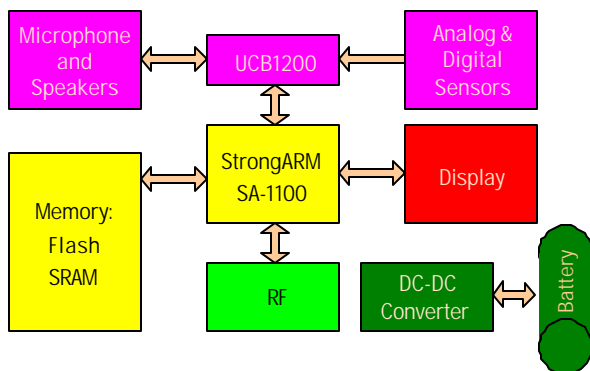 Microphone
and
Speakers
UCB1200
Analog &
Digital
Sensors
StrongARM
SA-1100
Display
Memory:
Flash
SRAM
RF
DC-DC
Converter
Battery